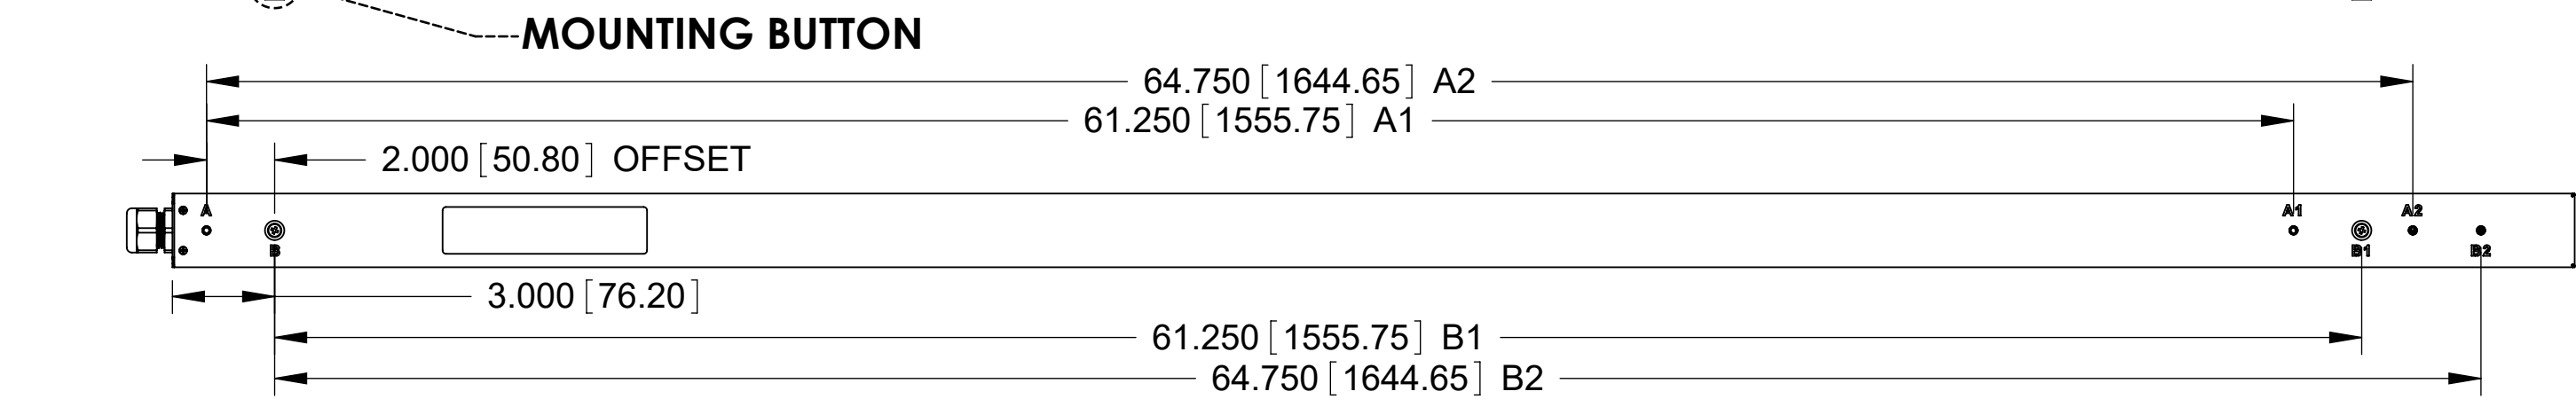 MOUNTING BUTTON
64.750 [1644.65] A2
61.250 [1555.75] A1
2.000 [50.80] OFFSET
A
A1
A2
B
B1
B2
3.000 [76.20]
61.250 [1555.75] B1
64.750 [1644.65] B2